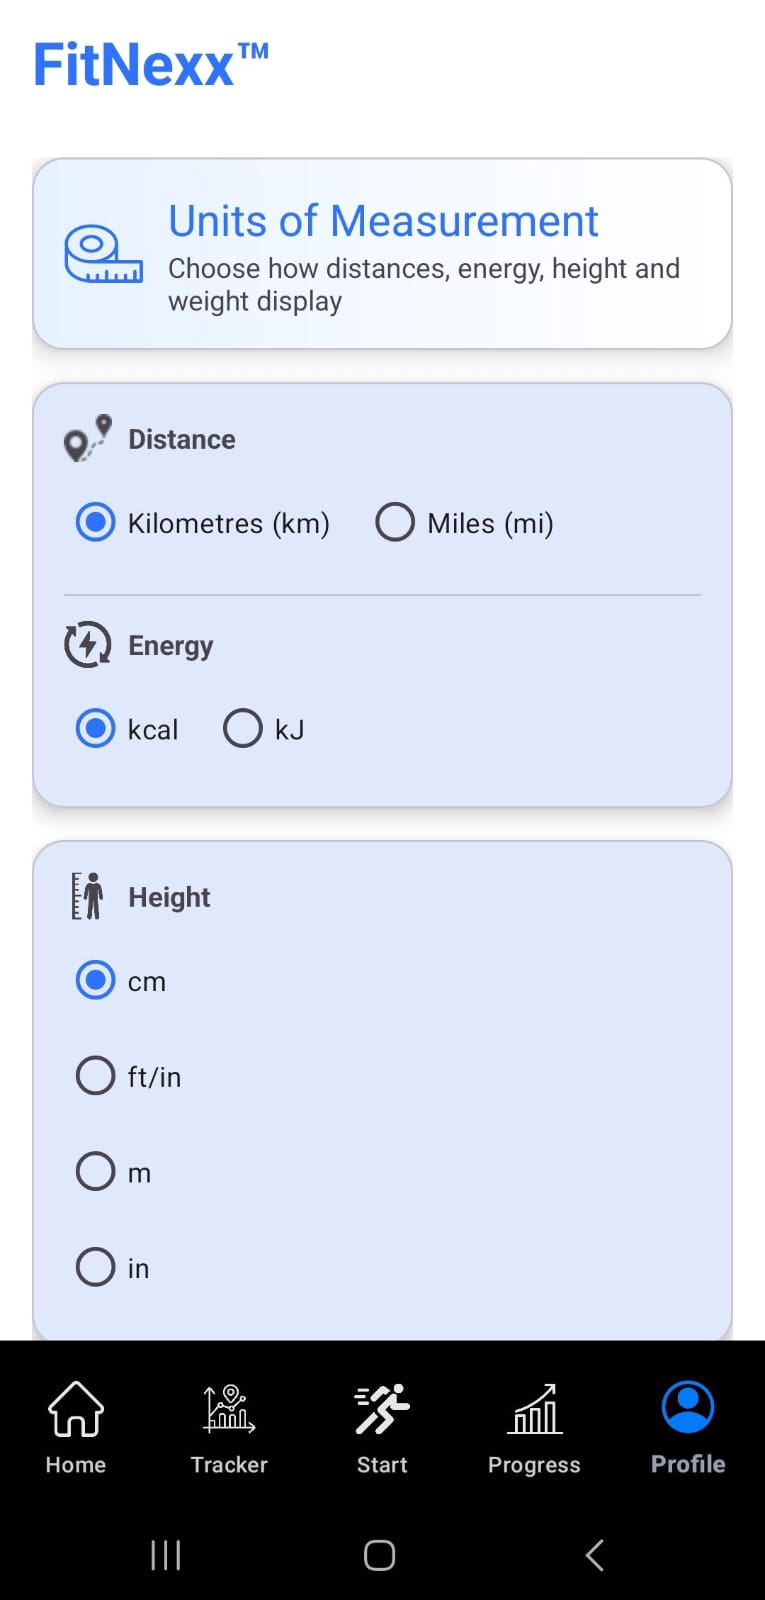 FitNexx™
Units of Measurement
Choose how distances, energy, height and
weight display
Distance
Kilometres (km) Miles (mi)
Energy
kcal kJ
Height
cm
ft/in
m
in
Home Tracker Start Progress Profile